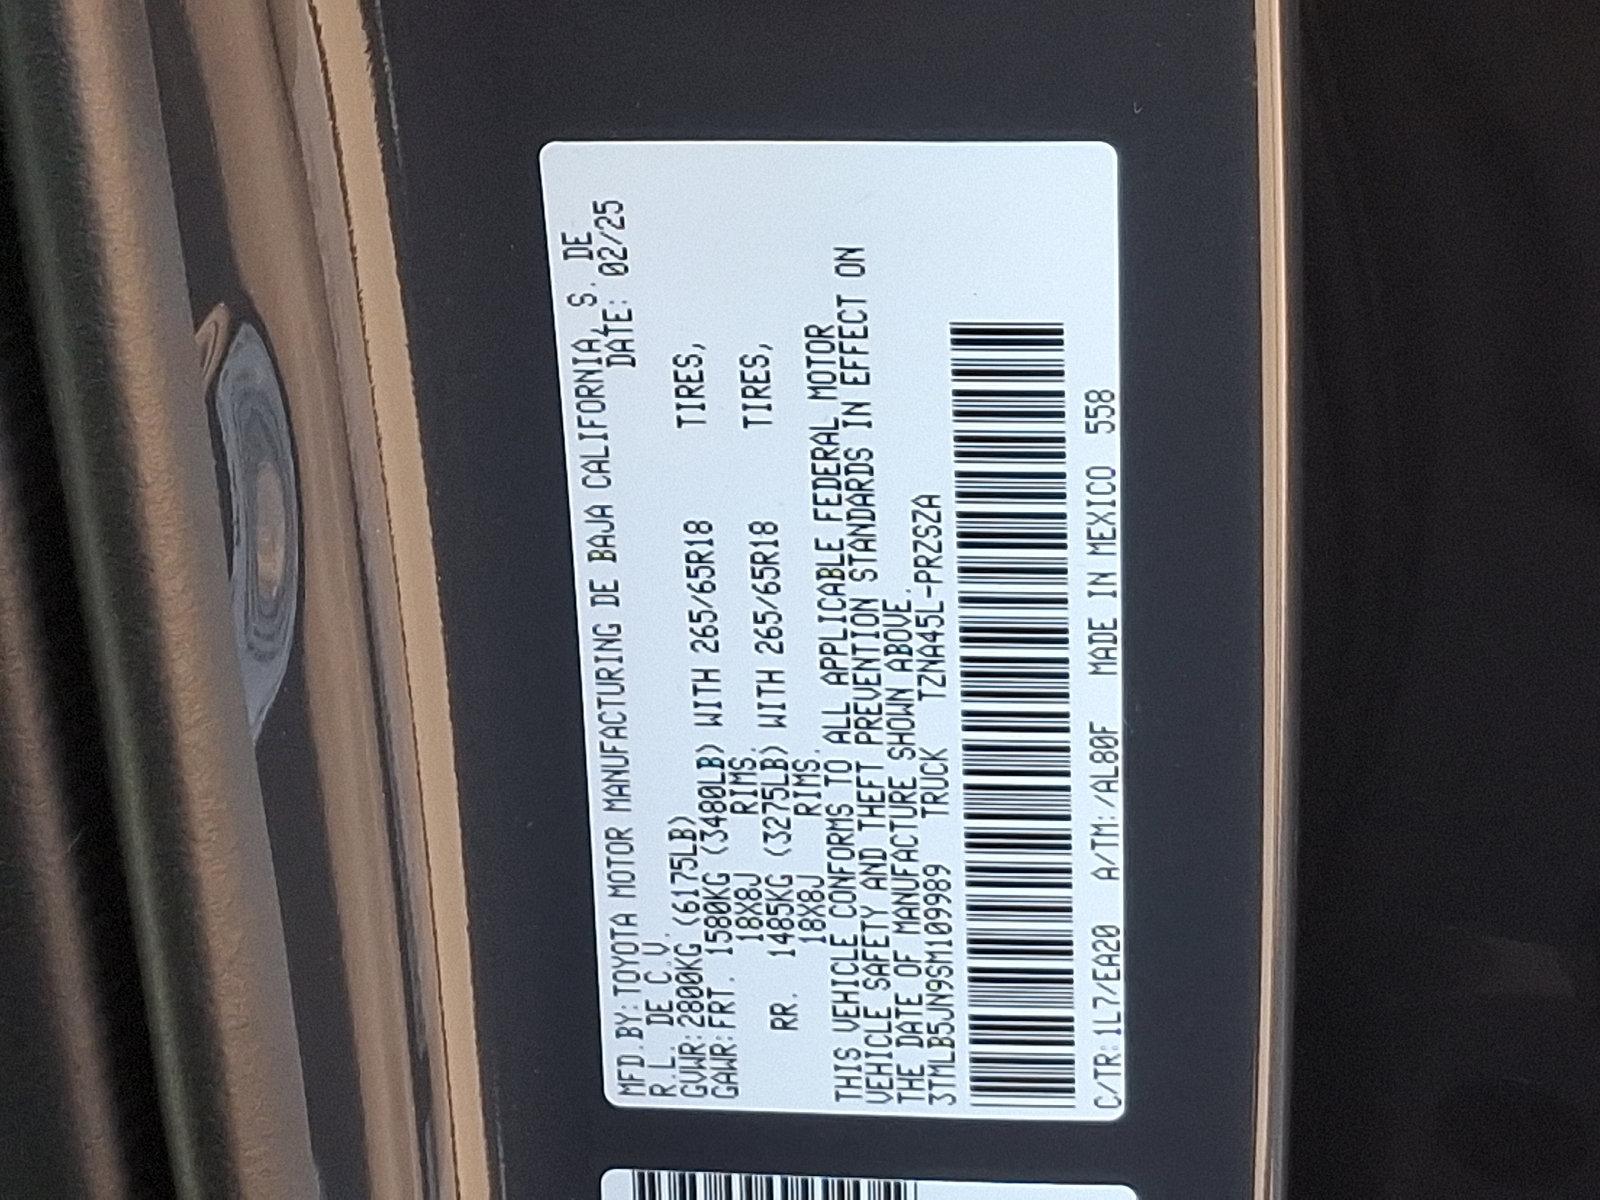 MFD.BY:TOYOTA MOTOR MANUFACTURING DE BAJA CALIFORNIA, S. DE
R.L. DE C.V. DATE: 02/25
GVWR:2800KG (6175LB)
GAWR:FRT. 1580KG (3480LB) WITH 265/65R18 TIRES,
18X8J RIMS.
RR. 1485KG (3275LB) WITH 265/65R18 TIRES,
18X8J RIMS.
THIS VEHICLE CONFORMS TO ALL APPLICABLE FEDERAL MOTOR
VEHICLE SAFETY AND THEFT PREVENTION STANDARDS IN EFFECT ON
THE DATE OF MANUFACTURE SHOWN ABOVE.
3TMLB5JN9SM109989 TRUCK TZNA45L-PRZSZA
C/TR:1L7/EA20 A/TM:/AL80F MADE IN MEXICO 558